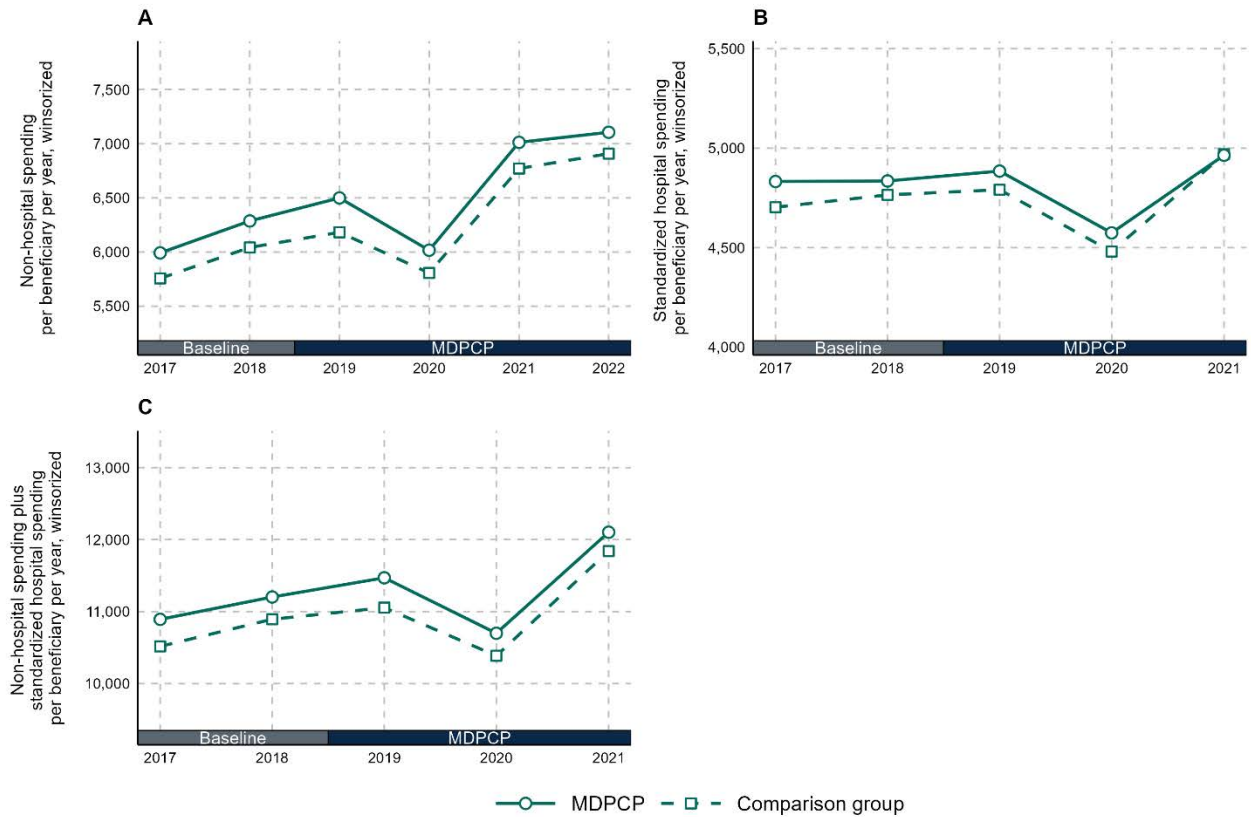 A
Non-hospital spending
per beneficiary per year, winsorized
7,500
7,000
6,500
6,000
5,500
Baseline
MDPCP
2017
2018
2019
2020
2021
2022
B
Standardized hospital spending
per beneficiary per year, winsorized
5,500
5,000
4,500
4,000
Baseline
MDPCP
2017
2018
2019
2020
2021
C
Non-hospital spending plus
standardized hospital spending
per beneficiary per year, winsorized
13,000
12,000
11,000
10,000
Baseline
MDPCP
2017
2018
2019
2020
2021
MDPCP
Comparison group